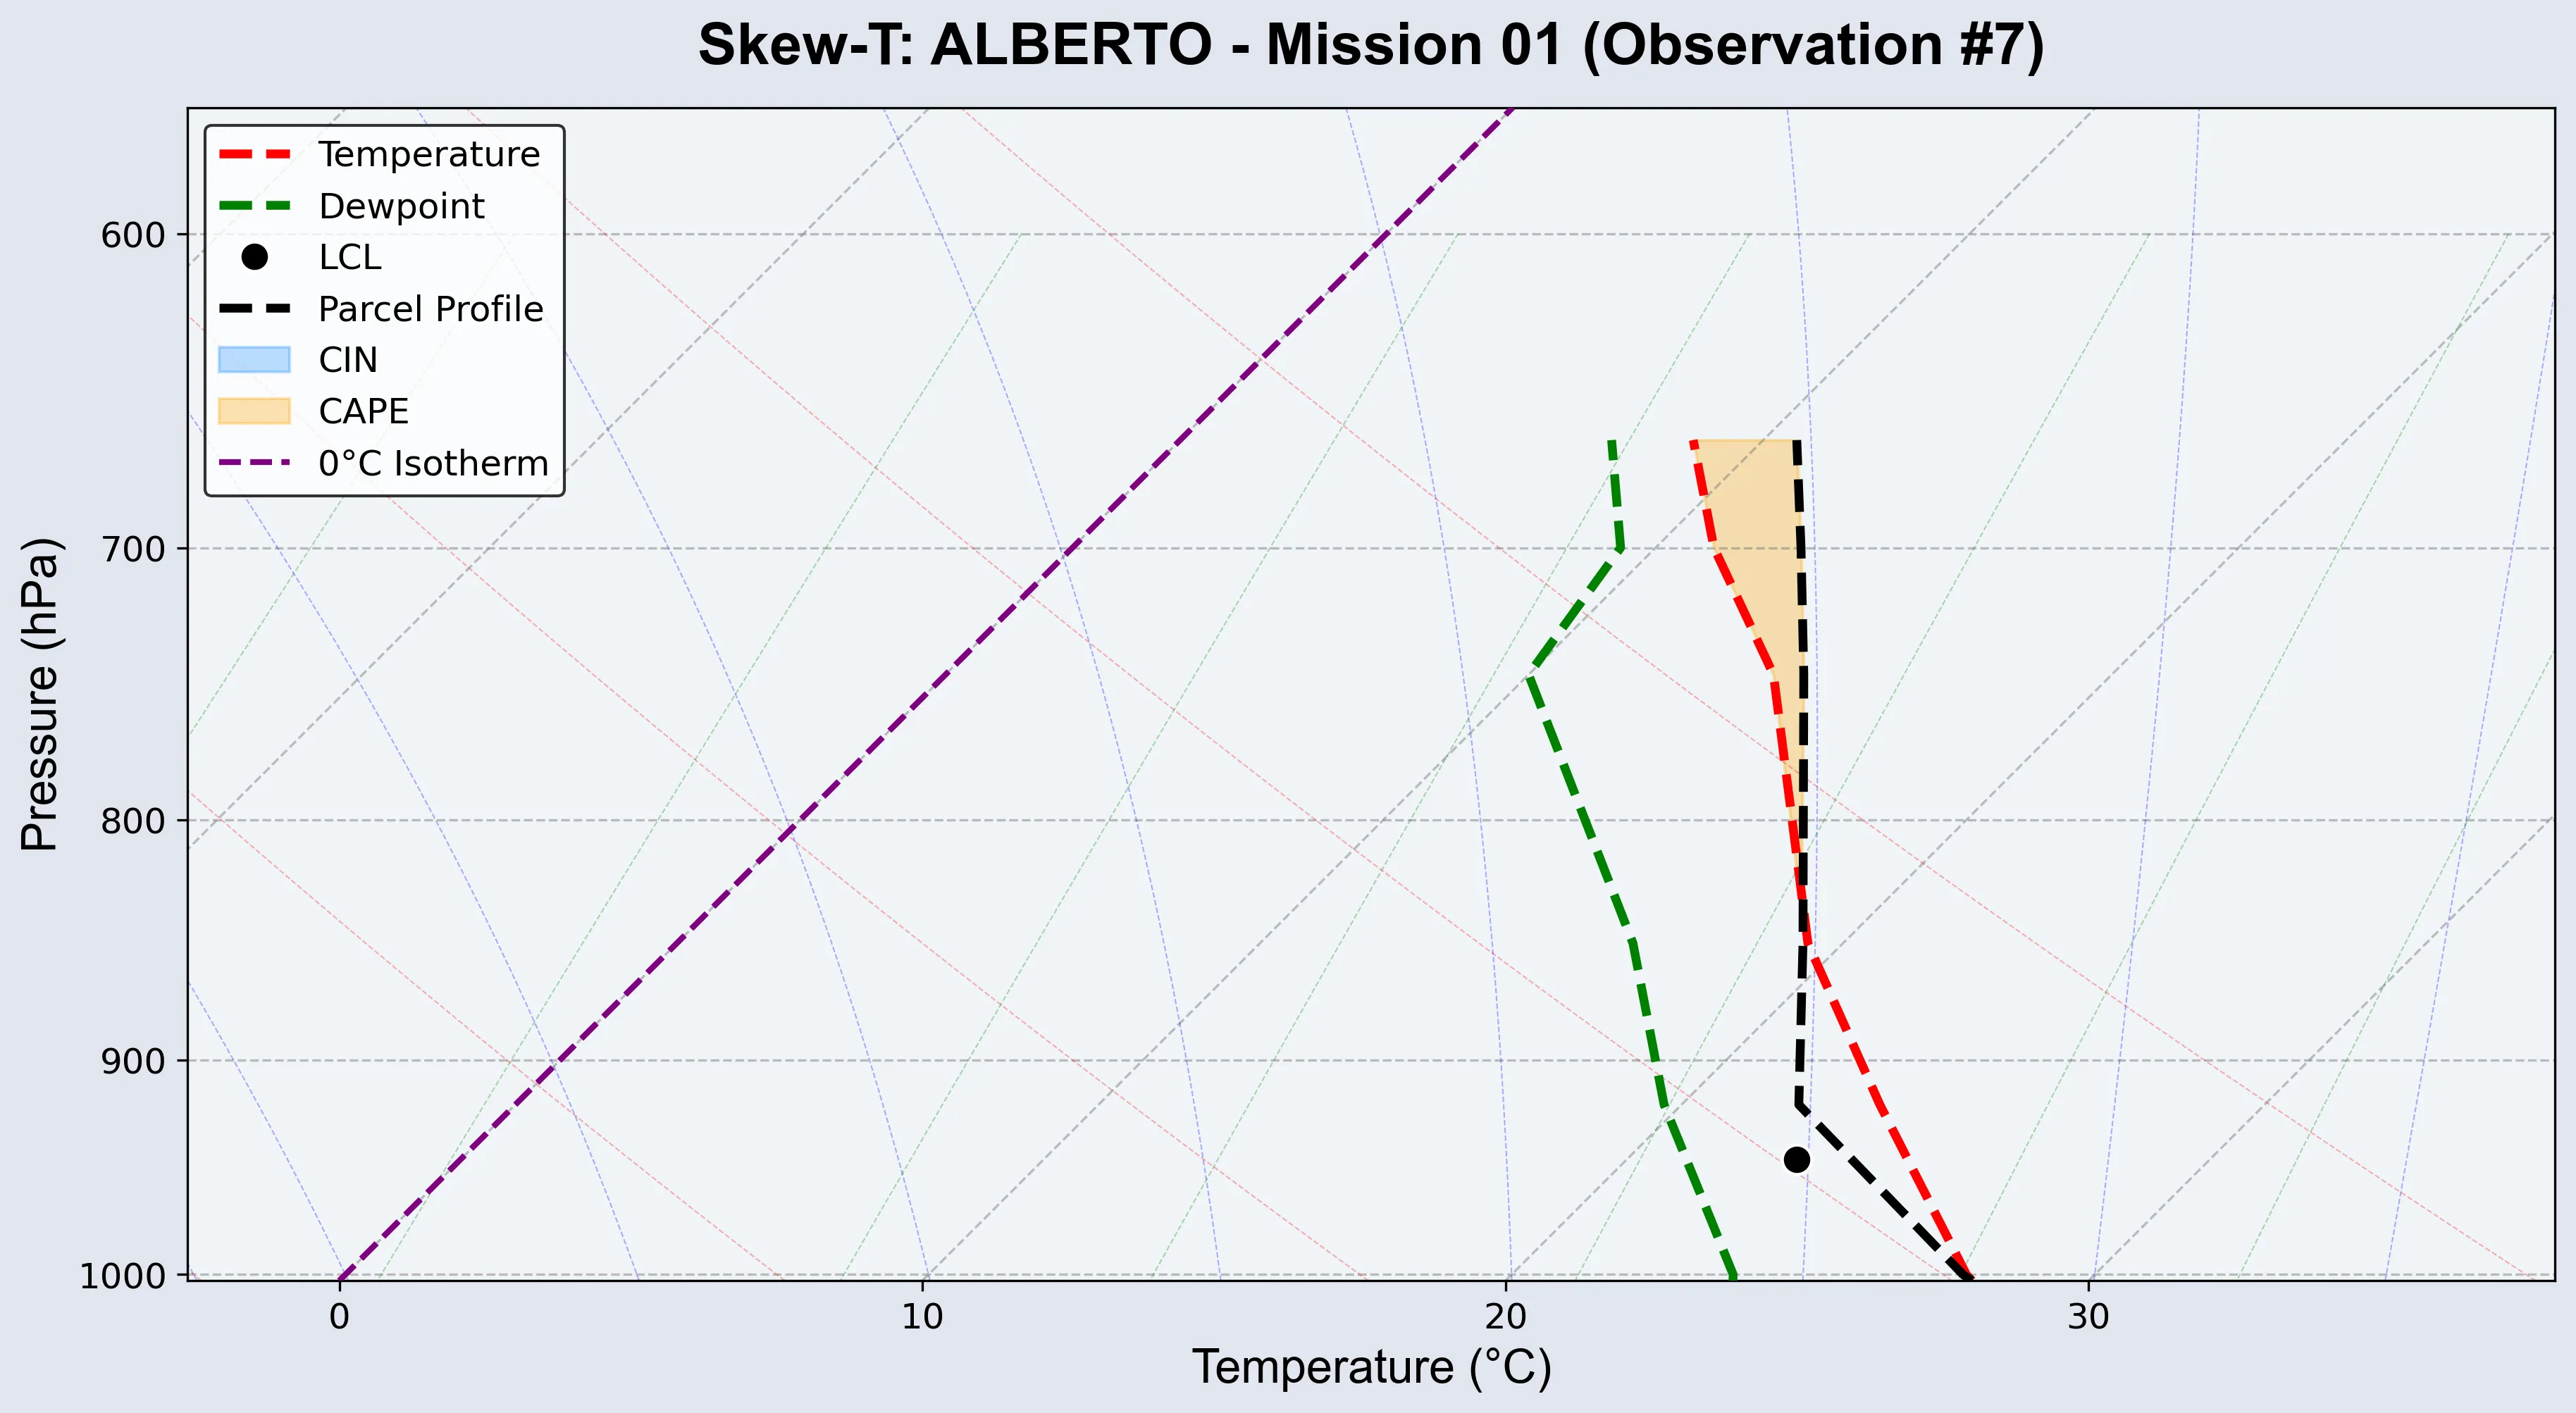 Skew-T: ALBERTO - Mission 01 (Observation #7)
Temperature
Dewpoint
LCL
Parcel Profile
CIN
CAPE
0°C Isotherm
600
700
800
900
1000
Pressure (hPa)
0 10 20 30
Temperature (°C)